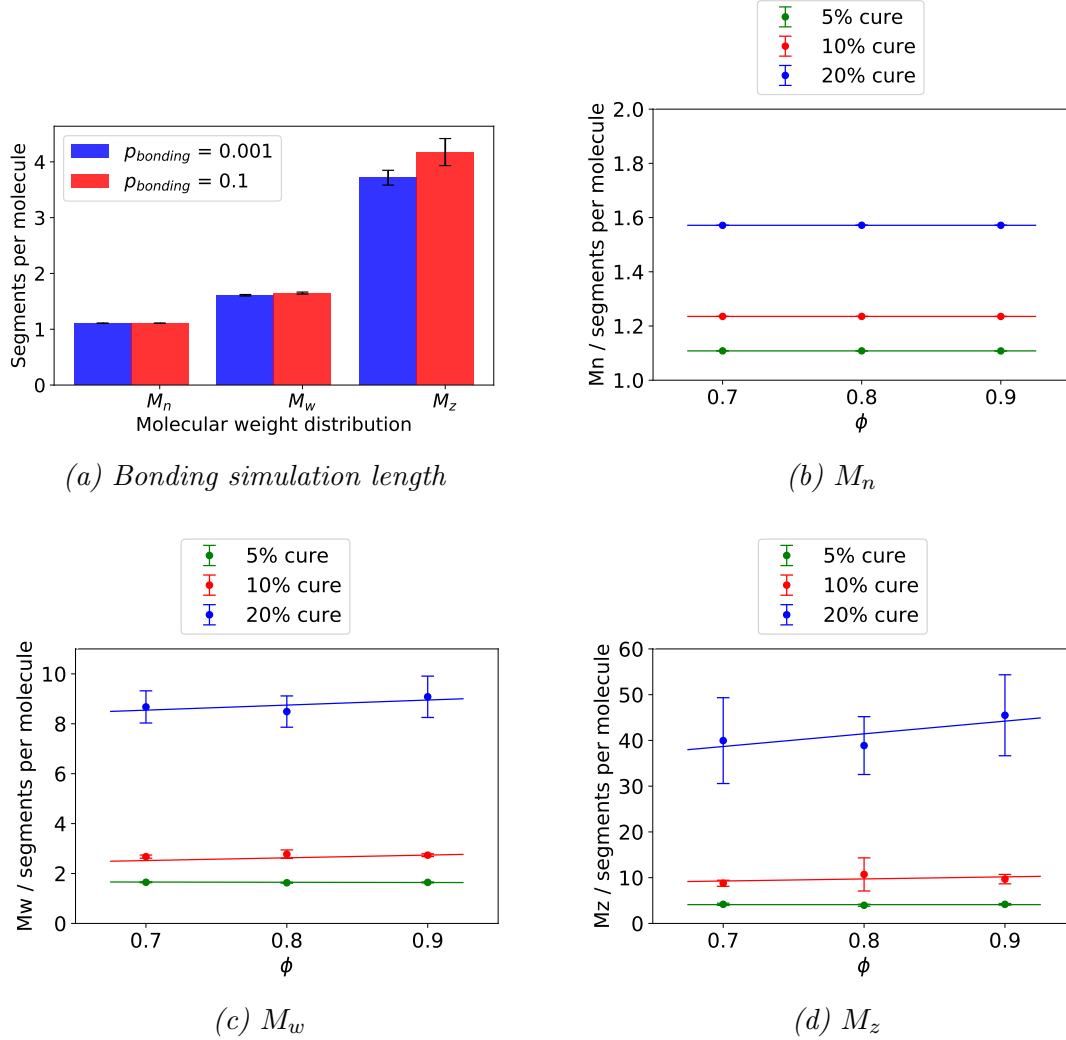 Segments per molecule
4
3
2
1
0
p_bonding = 0.001
p_bonding = 0.1
M_n
M_w
M_z
Molecular weight distribution
(a) Bonding simulation length
5% cure
10% cure
20% cure
Mn / segments per molecule
2.0
1.8
1.6
1.4
1.2
1.0
0.7
0.8
0.9
ϕ
(b) M_n
5% cure
10% cure
20% cure
Mw / segments per molecule
10
8
6
4
2
0
0.7
0.8
0.9
ϕ
(c) M_w
5% cure
10% cure
20% cure
Mz / segments per molecule
60
50
40
30
20
10
0
0.7
0.8
0.9
ϕ
(d) M_z